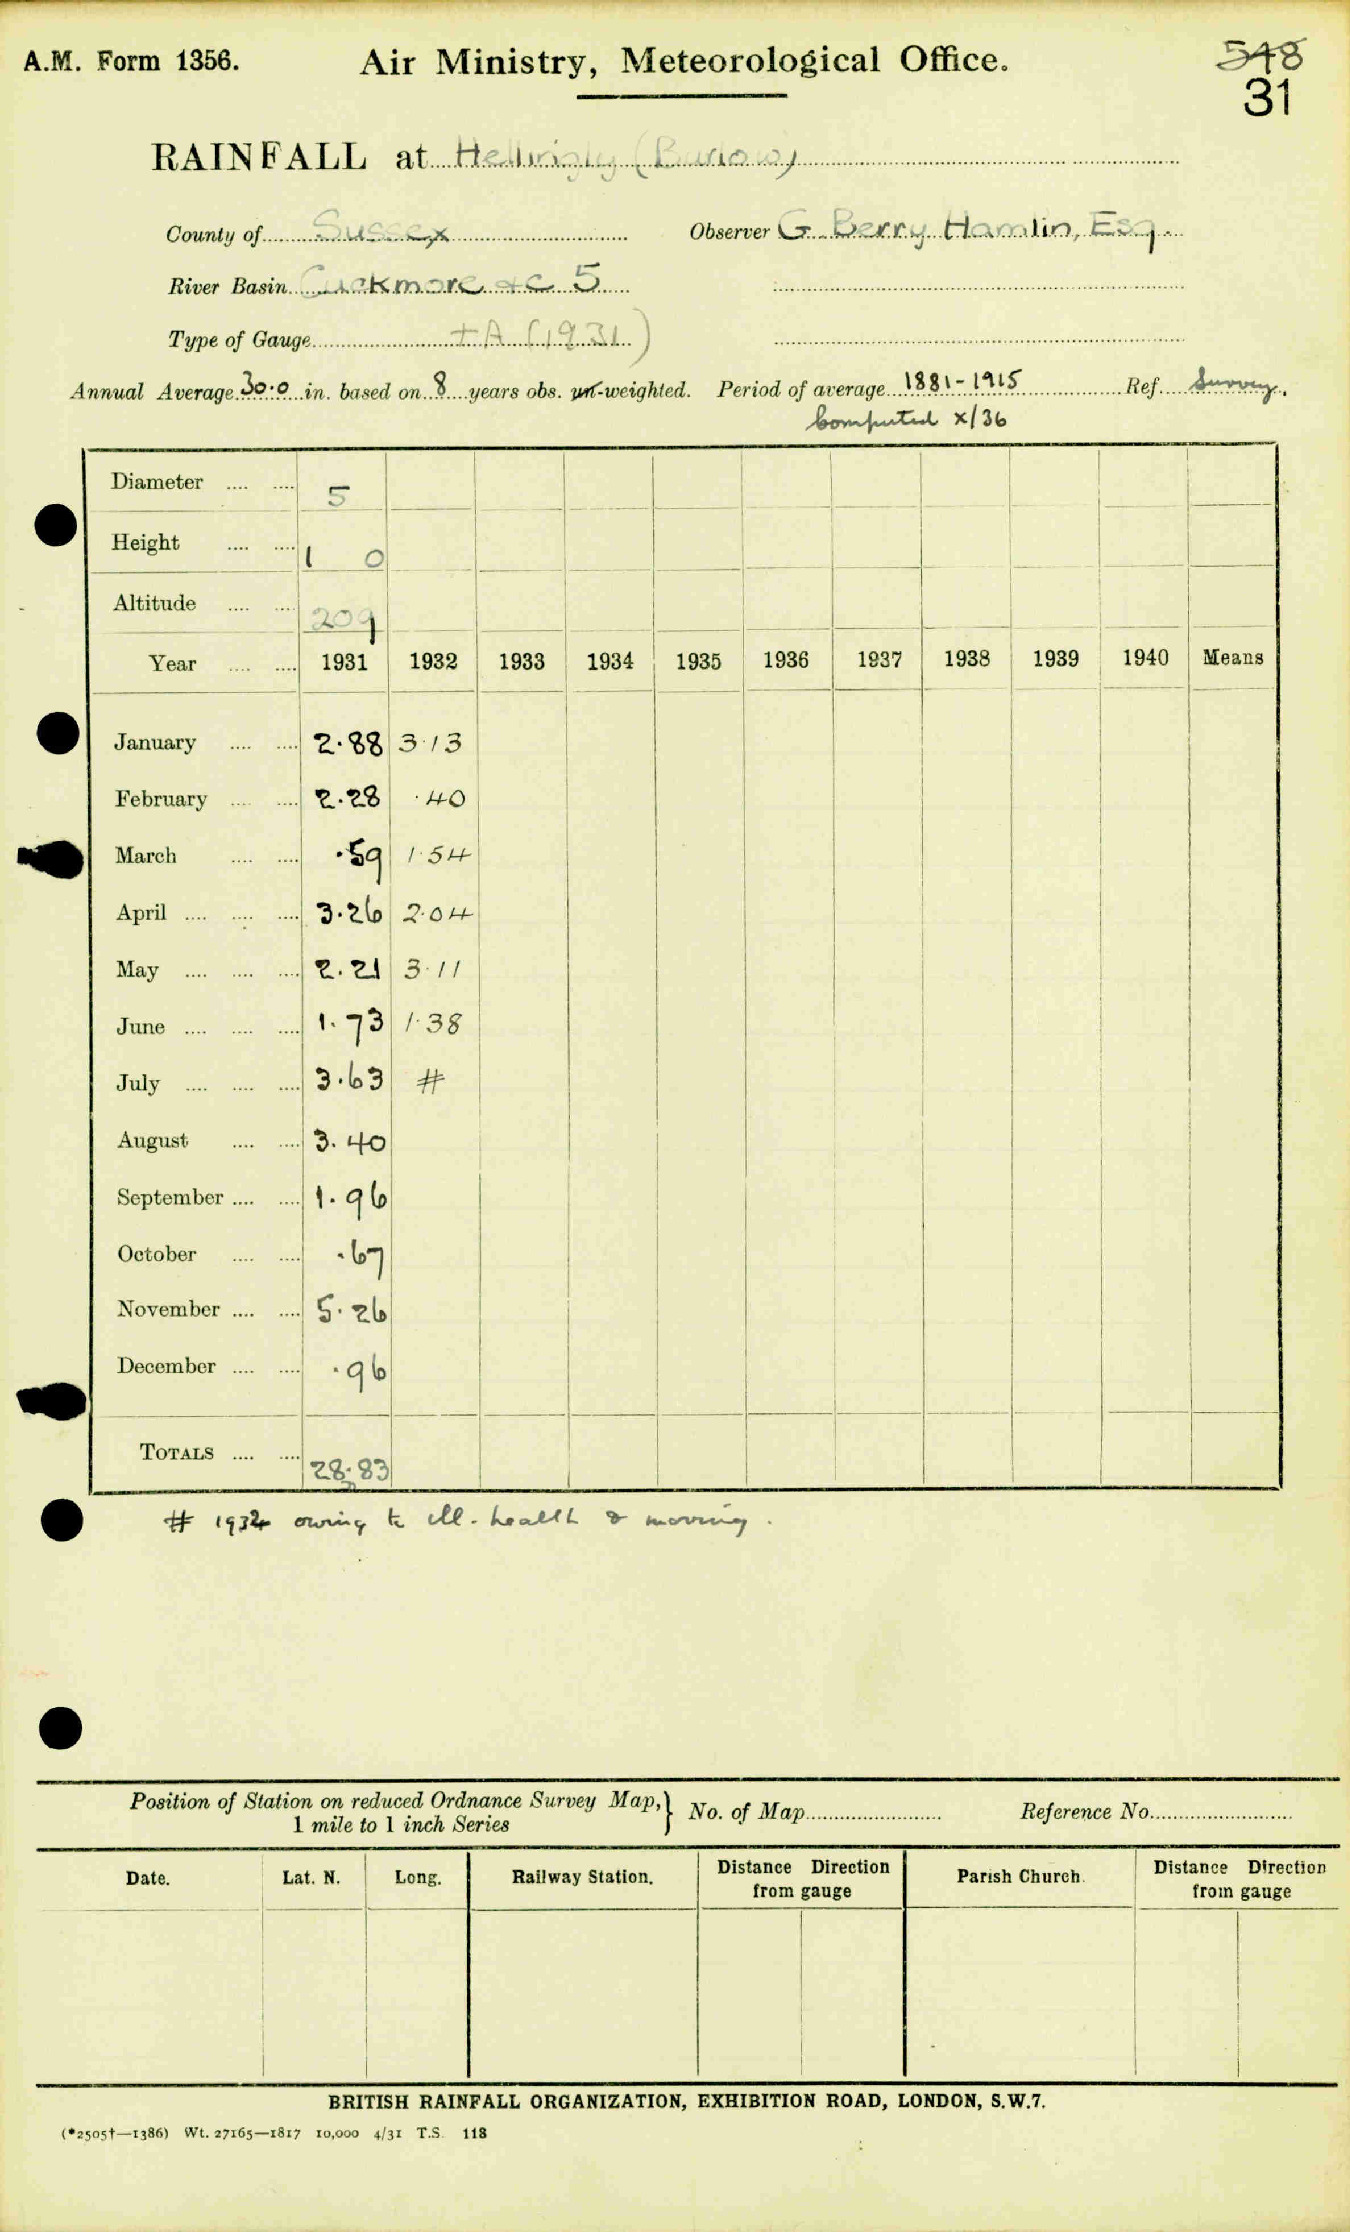 A.M. Form 1356. Air Ministry, Meteorological Office. 548
31
RAINFALL at Hellingly (Barlow)
County of Sussex Observer G. Berry Hamlin, Esq.
River Basin Cuckmore &c 5
Type of Gauge +A (1931)
Annual Average 30.0 in. based on 8 years obs. un-weighted. Period of average 1881-1915 Ref. Survey.
Computed x/36
Diameter .... .... 5
Height .... .... 1 0
Altitude .... .... 209
Year .... .... 1931 1932 1933 1934 1935 1936 1937 1938 1939 1940 Means
January .... .... 2.88 3.13
February .... .... 2.28 .40
March .... .... .59 1.54
April .... .... .... 3.26 2.04
May .... .... .... 2.21 3.11
June .... .... .... 1.73 1.38
July .... .... .... 3.63 #
August .... .... 3.40
September .... .... 1.96
October .... .... .67
November .... .... 5.26
December .... .... .96
TOTALS .... .... 28.83
# 1932 owing to ill-health & moving.
Position of Station on reduced Ordnance Survey Map, } No. of Map Reference No.
1 mile to 1 inch Series
Date. Lat. N. Long. Railway Station. Distance Direction from gauge Parish Church. Distance Direction from gauge
BRITISH RAINFALL ORGANIZATION, EXHIBITION ROAD, LONDON, S.W.7.
(*2505†—1386) Wt. 27165—1817 10,000 4/31 T.S. 118